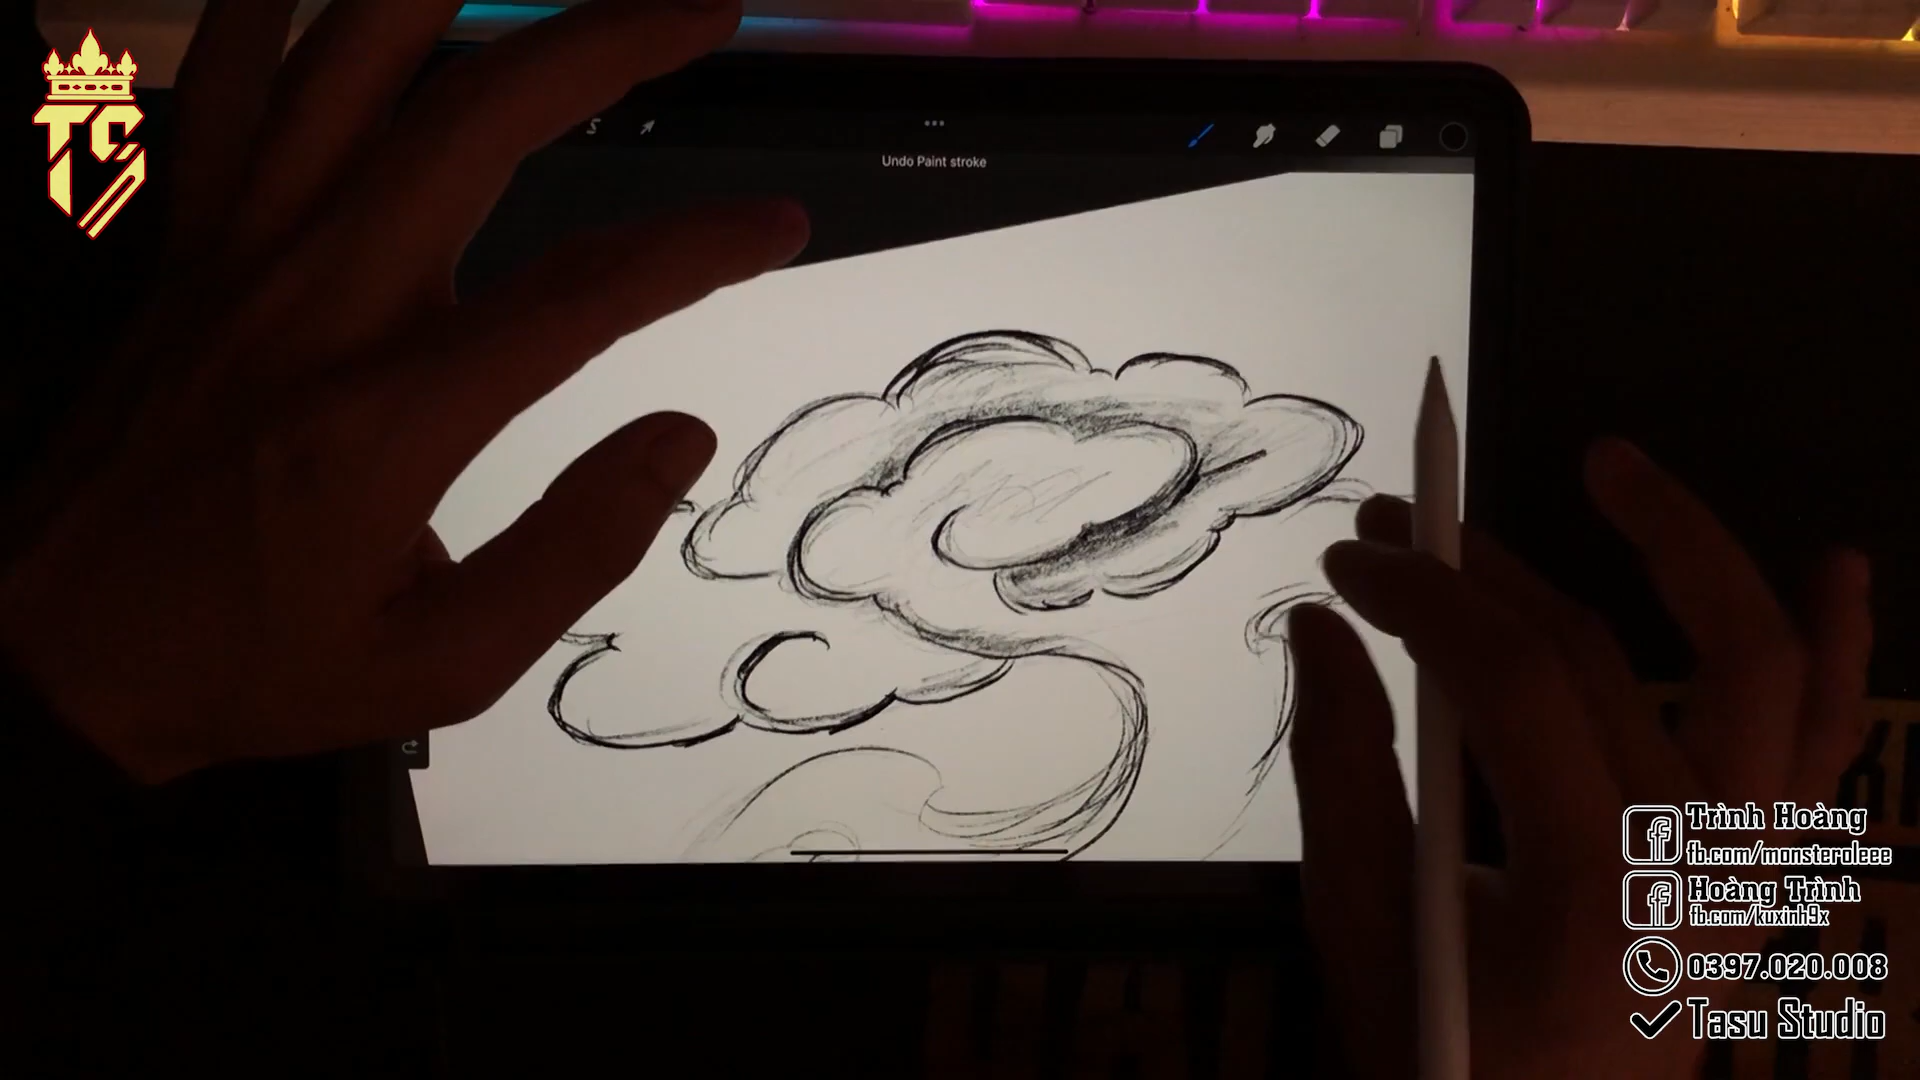 TS
S
Undo Paint stroke
Trình Hoàng
fb.com/monsteroleee
Hoàng Trình
fb.com/kuxinh9x
0397.020.008
Tasu Studio